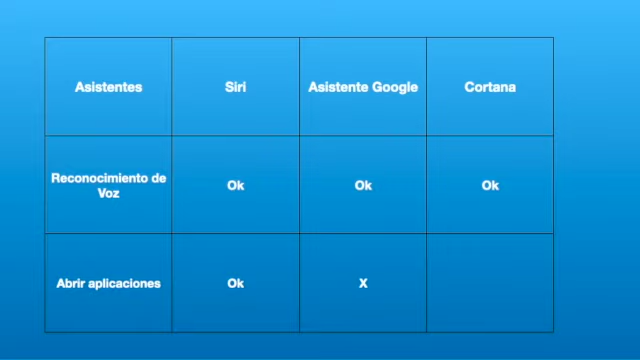 Asistentes
Siri
Asistente Google
Cortana
Reconocimiento de
Voz
Ok
Ok
Ok
Abrir aplicaciones
Ok
X